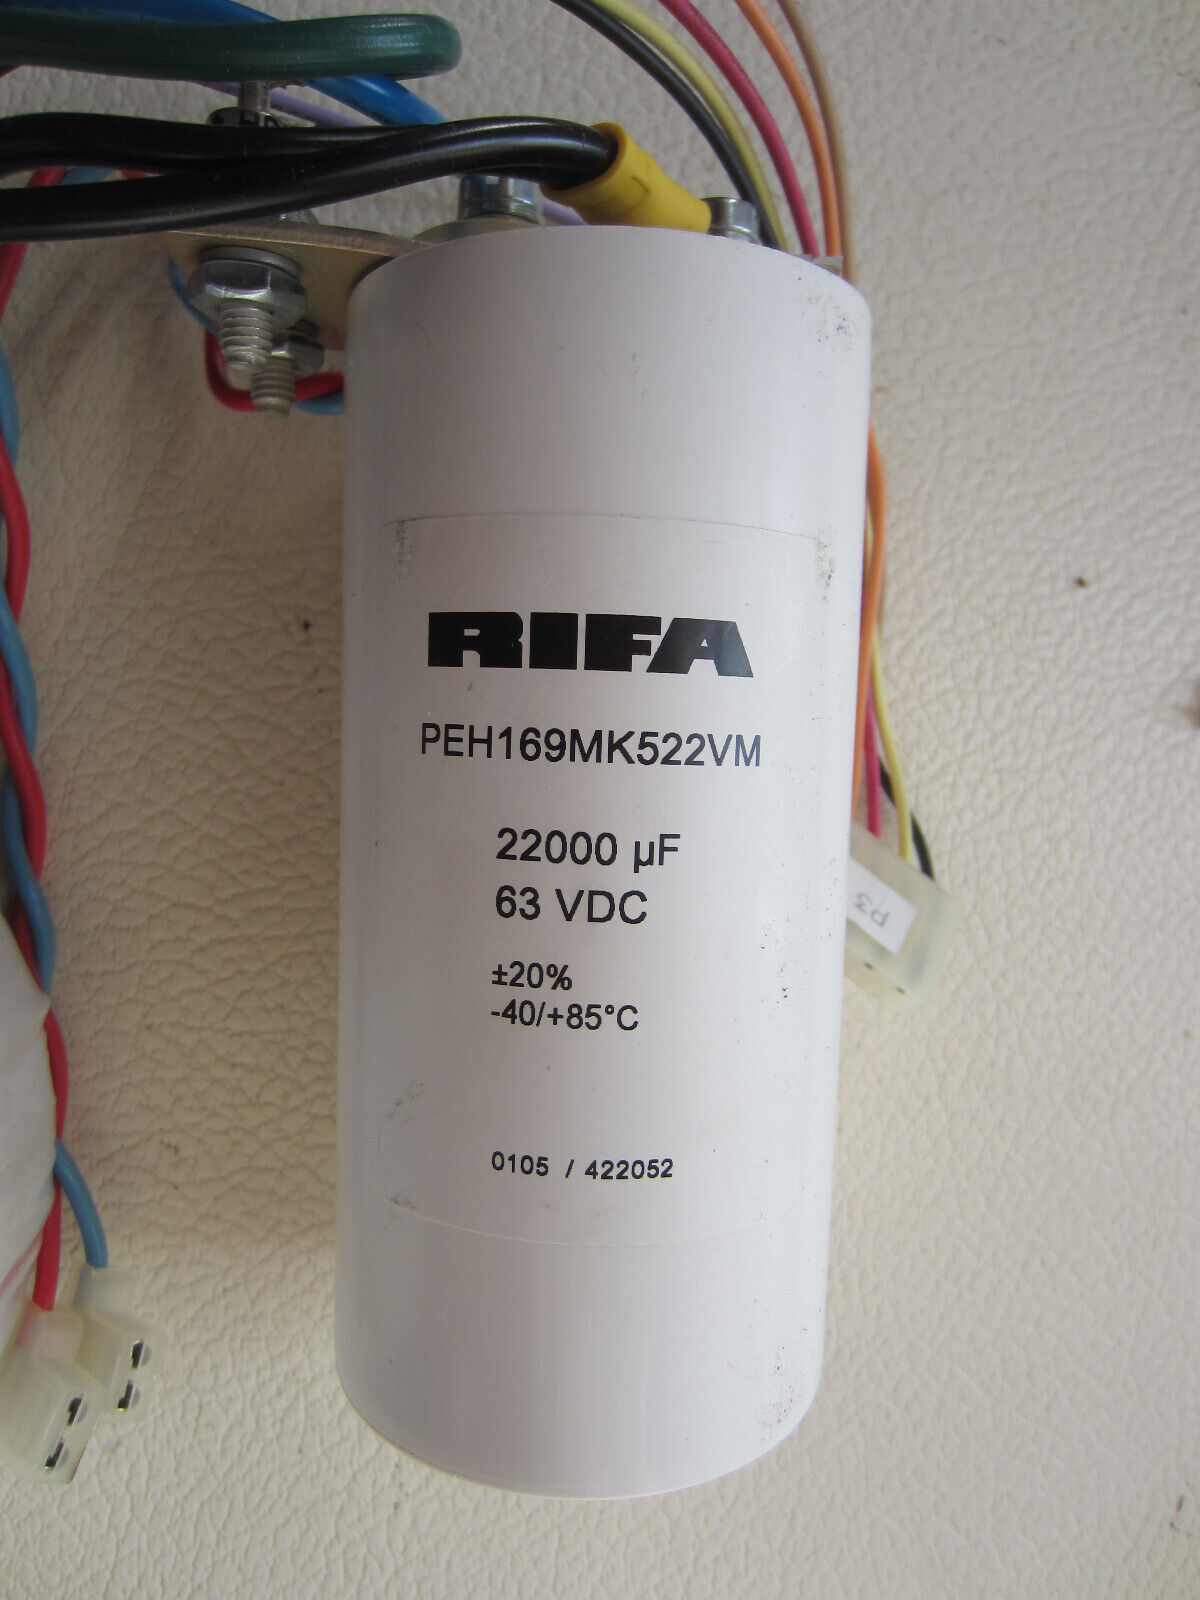 RIFA
PEH169MK522VM
22000 µF
63 VDC
±20%
-40/+85°C
0105 / 422052
P3